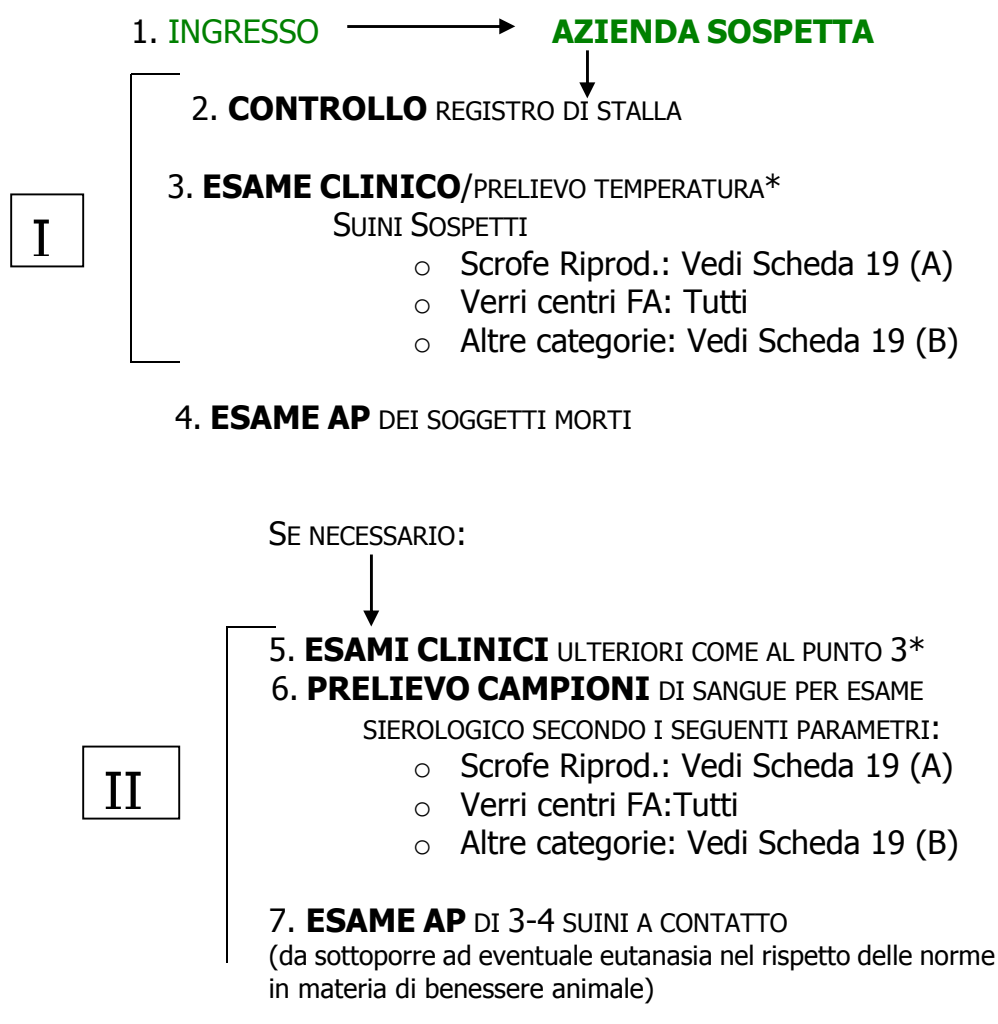 1. INGRESSO AZIENDA SOSPETTA
2. CONTROLLO REGISTRO DI STALLA
3. ESAME CLINICO/PRELIEVO TEMPERATURA*
SUINI SOSPETTI
o Scrofe Riprod.: Vedi Scheda 19 (A)
o Verri centri FA: Tutti
o Altre categorie: Vedi Scheda 19 (B)
I
4. ESAME AP DEI SOGGETTI MORTI
SE NECESSARIO:
5. ESAMI CLINICI ULTERIORI COME AL PUNTO 3*
6. PRELIEVO CAMPIONI DI SANGUE PER ESAME
SIEROLOGICO SECONDO I SEGUENTI PARAMETRI:
o Scrofe Riprod.: Vedi Scheda 19 (A)
o Verri centri FA:Tutti
o Altre categorie: Vedi Scheda 19 (B)
II
7. ESAME AP DI 3-4 SUINI A CONTATTO
(da sottoporre ad eventuale eutanasia nel rispetto delle norme
in materia di benessere animale)